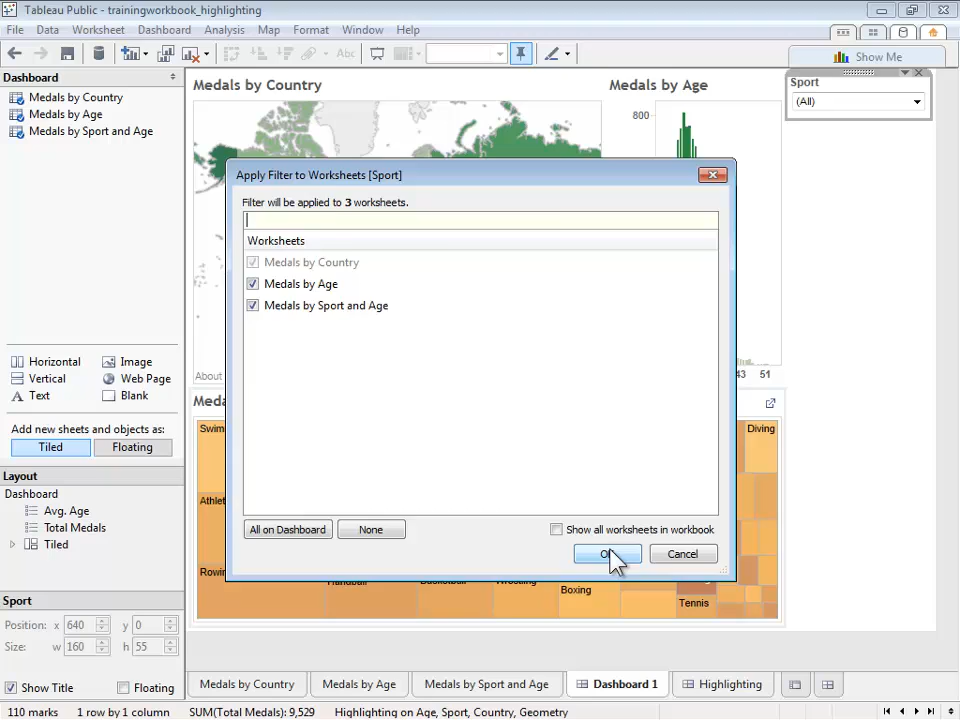 Tableau Public - trainingworkbook_highlighting
File Data Worksheet Dashboard Analysis Map Format Window Help
Abc
Show Me
Dashboard
Medals by Country
Medals by Age
Medals by Sport and Age
Horizontal
Image
Vertical
Web Page
Text
Blank
Add new sheets and objects as:
Tiled
Floating
Layout
Dashboard
Avg. Age
Total Medals
Tiled
Sport
Position: x 640 y 0
Size: w 160 h 55
Show Title
Floating
Medals by Country
Medals by Age
800
Sport
(All)
About
43 51
Apply Filter to Worksheets [Sport]
Filter will be applied to 3 worksheets.
Worksheets
Medals by Country
Medals by Age
Medals by Sport and Age
All on Dashboard
None
Show all worksheets in workbook
Cancel
Diving
Boxing
Tennis
Medals by Country
Medals by Age
Medals by Sport and Age
Dashboard 1
Highlighting
110 marks 1 row by 1 column SUM(Total Medals): 9,529 Highlighting on Age, Sport, Country, Geometry